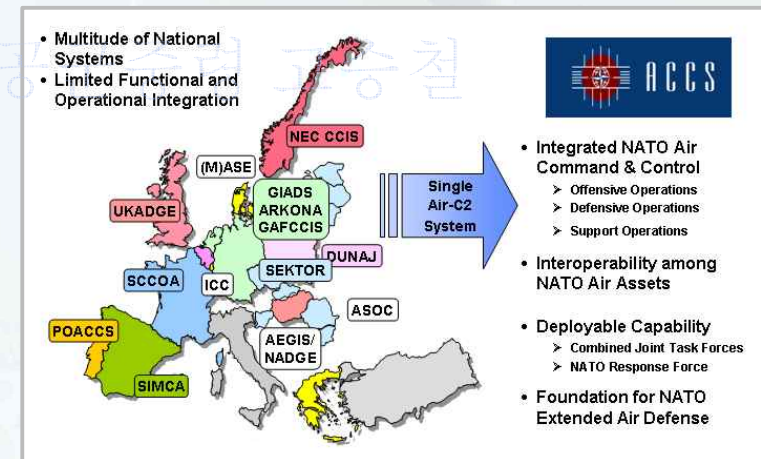 • Multitude of National
Systems
• Limited Functional and
Operational Integration
ACCS
NEC CCIS
(M)ASE
UKADGE
GIADS
ARKONA
GAFCCIS
DUNAJ
SCCOA
ICC
SEKTOR
ASOC
AEGIS/
NADGE
POACCS
SIMCA
Single
Air-C2
System
• Integrated NATO Air
Command & Control
➢ Offensive Operations
➢ Defensive Operations
➢ Support Operations
• Interoperability among
NATO Air Assets
• Deployable Capability
➢ Combined Joint Task Forces
➢ NATO Response Force
• Foundation for NATO
Extended Air Defense